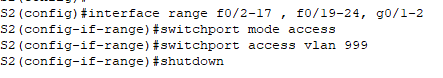 S2(config)#interface range f0/2-17 , f0/19-24, g0/1-2
S2(config-if-range)#switchport mode access
S2(config-if-range)#switchport access vlan 999
S2(config-if-range)#shutdown